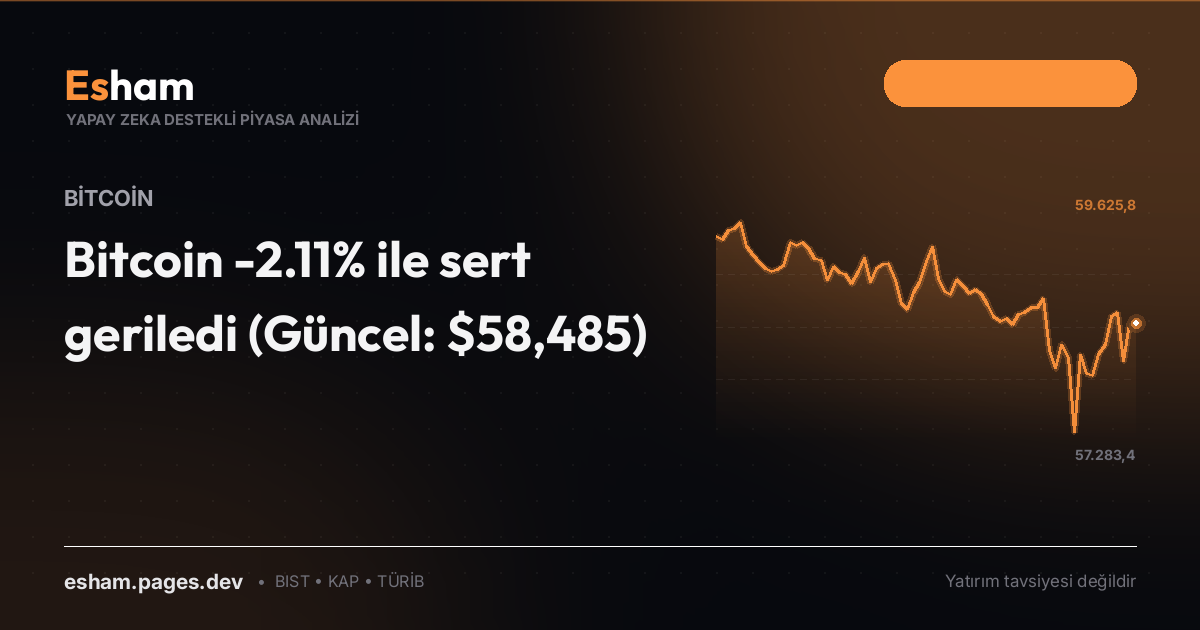 Esham
YAPAY ZEKA DESTEKLİ PİYASA ANALİZİ
BİTCOİN
Bitcoin -2.11% ile sert
geriledi (Güncel: $58,485)
59.625,8
57.283,4
esham.pages.dev • BIST • KAP • TÜRİB
Yatırım tavsiyesi değildir